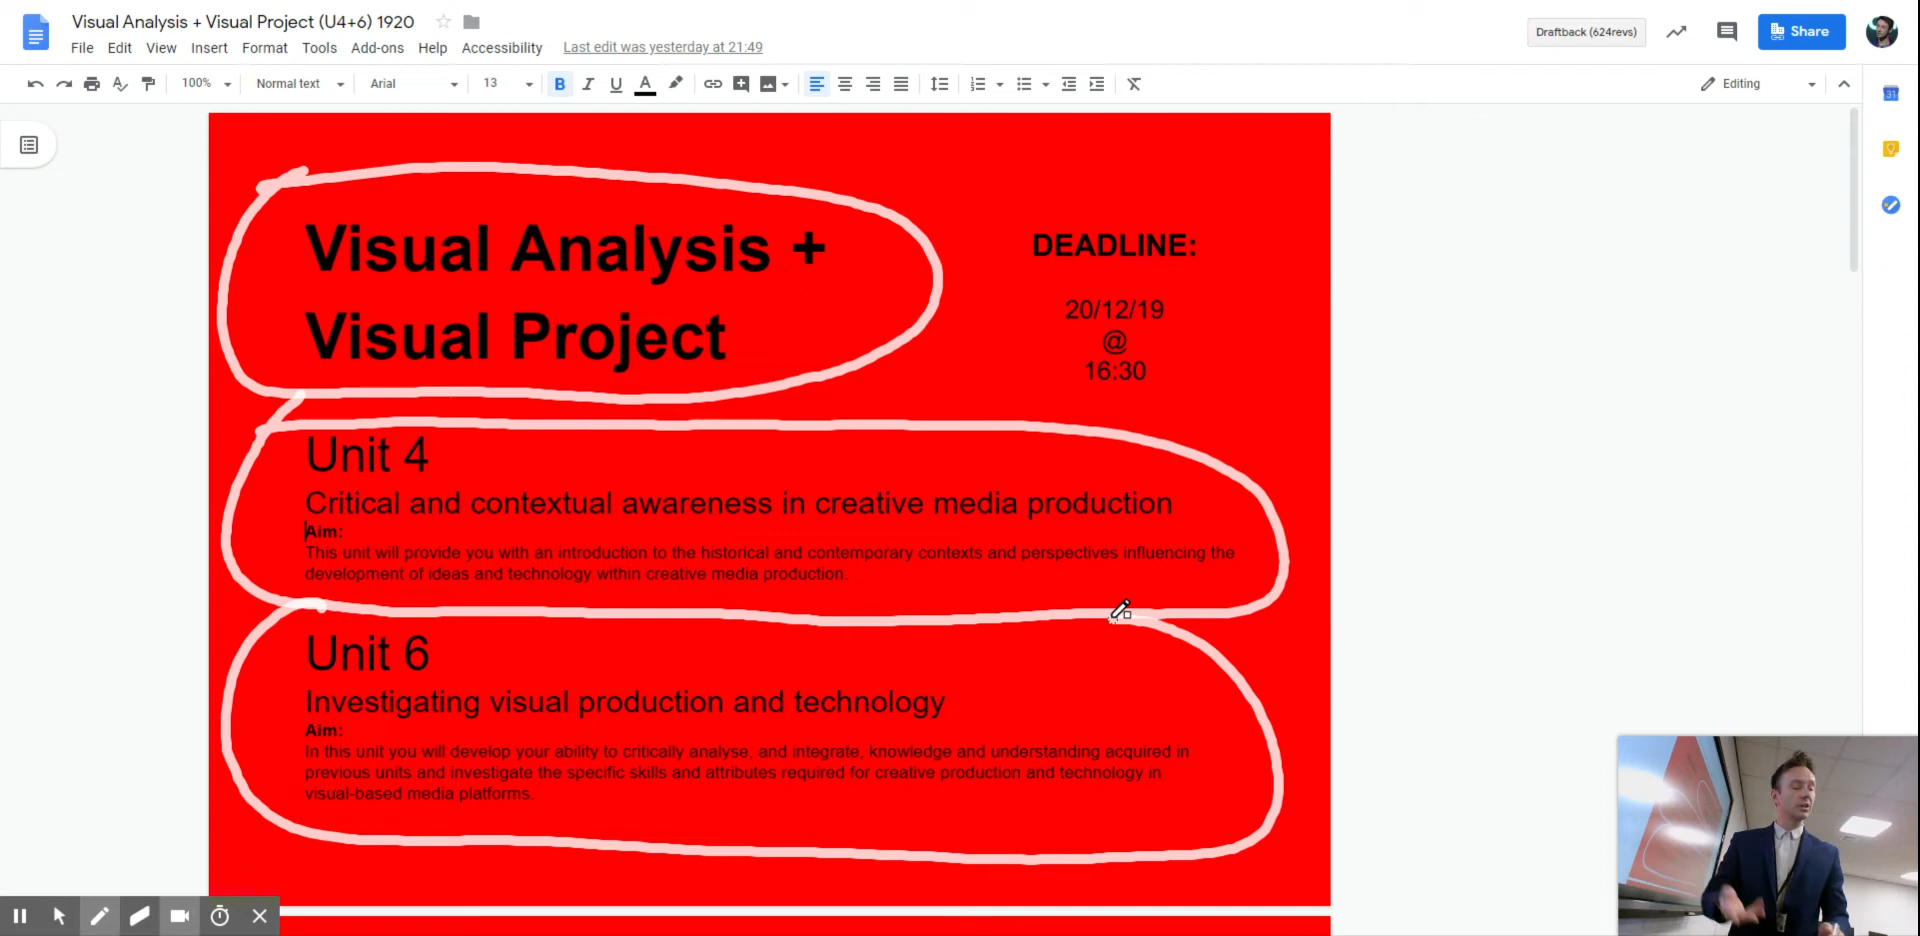 Visual Analysis + Visual Project (U4+6) 1920
File Edit View Insert Format Tools Add-ons Help Accessibility Last edit was yesterday at 21:49
Draftback (624revs)
Share
100% Normal text Arial 13 B I U A
Editing
31
Visual Analysis +
Visual Project
DEADLINE:
20/12/19
@
16:30
Unit 4
Critical and contextual awareness in creative media production
Aim:
This unit will provide you with an introduction to the historical and contemporary contexts and perspectives influencing the
development of ideas and technology within creative media production.
Unit 6
Investigating visual production and technology
Aim:
In this unit you will develop your ability to critically analyse, and integrate, knowledge and understanding acquired in
previous units and investigate the specific skills and attributes required for creative production and technology in
visual-based media platforms.